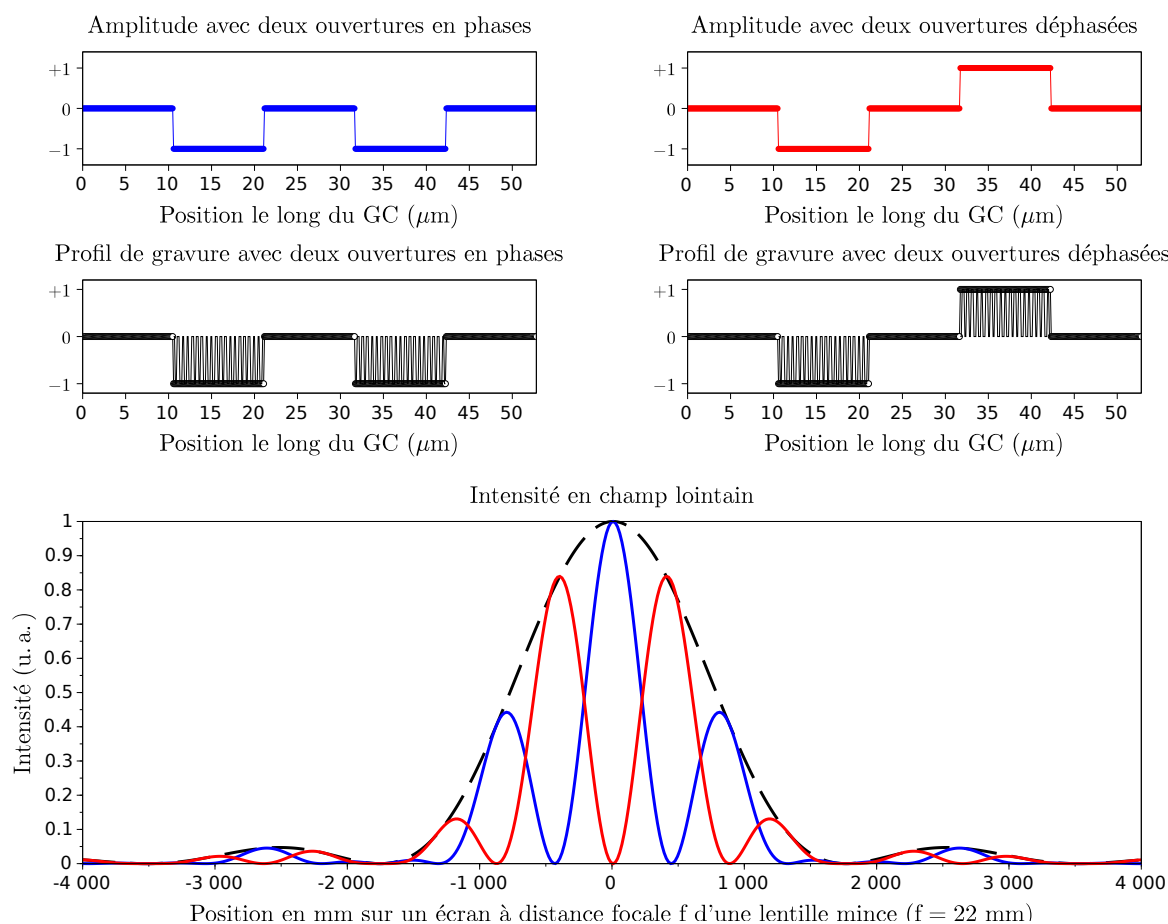 Amplitude avec deux ouvertures en phases
Amplitude avec deux ouvertures déphasées
+1
0
−1
0 5 10 15 20 25 30 35 40 45 50
Position le long du GC (μm)
+1
0
−1
0 5 10 15 20 25 30 35 40 45 50
Position le long du GC (μm)
Profil de gravure avec deux ouvertures en phases
Profil de gravure avec deux ouvertures déphasées
+1
0
−1
0 5 10 15 20 25 30 35 40 45 50
Position le long du GC (μm)
+1
0
−1
0 5 10 15 20 25 30 35 40 45 50
Position le long du GC (μm)
Intensité en champ lointain
Intensité (u. a. )
1
0.9
0.8
0.7
0.6
0.5
0.4
0.3
0.2
0.1
0
-4 000 -3 000 -2 000 -1 000 0 1 000 2 000 3 000 4 000
Position en mm sur un écran à distance focale f d'une lentille mince (f = 22 mm)